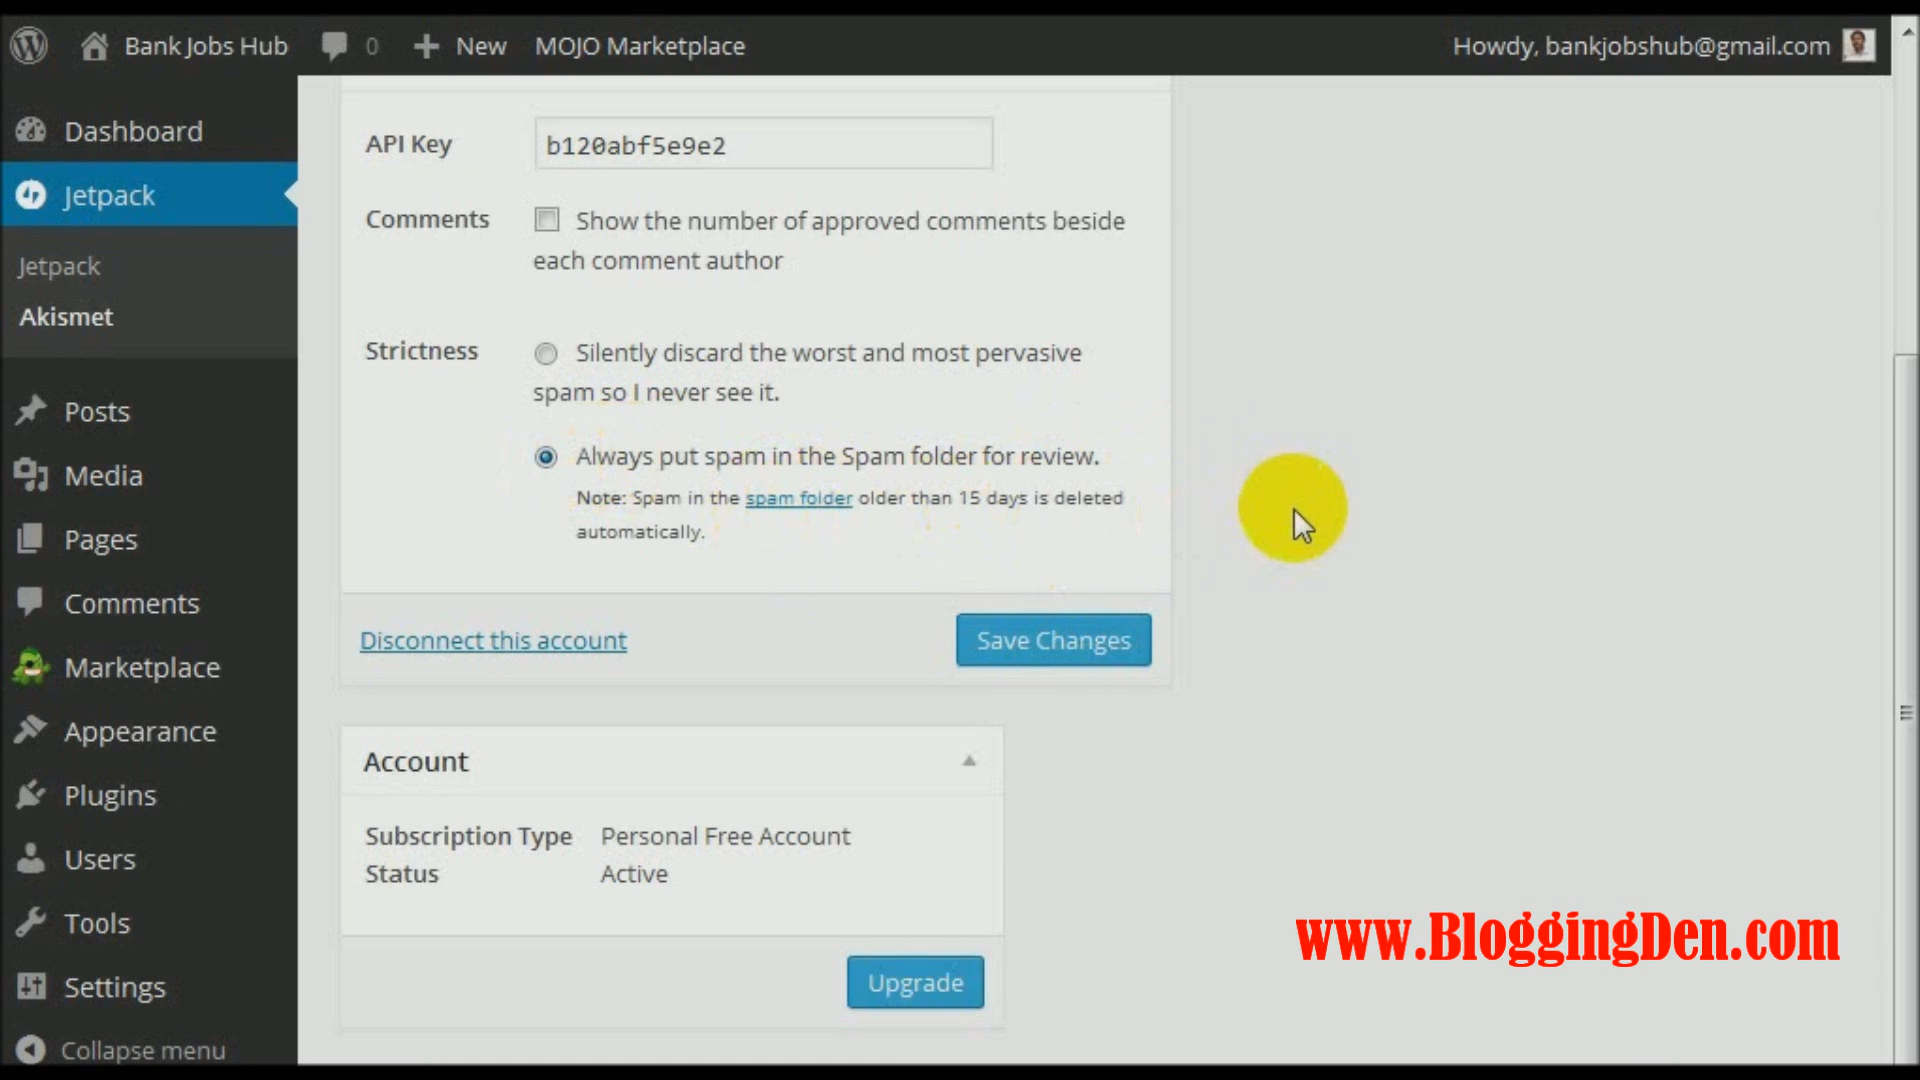 Bank Jobs Hub 0 New MOJO Marketplace Howdy, bankjobshub@gmail.com
Dashboard
Jetpack
Jetpack
Akismet
Posts
Media
Pages
Comments
Marketplace
Appearance
Plugins
Users
Tools
Settings
Collapse menu
API Key b120abf5e9e2
Comments Show the number of approved comments beside
each comment author
Strictness Silently discard the worst and most pervasive
spam so I never see it.
Always put spam in the Spam folder for review.
Note: Spam in the spam folder older than 15 days is deleted
automatically.
Disconnect this account Save Changes
Account
Subscription Type Personal Free Account
Status Active
Upgrade
www.BloggingDen.com